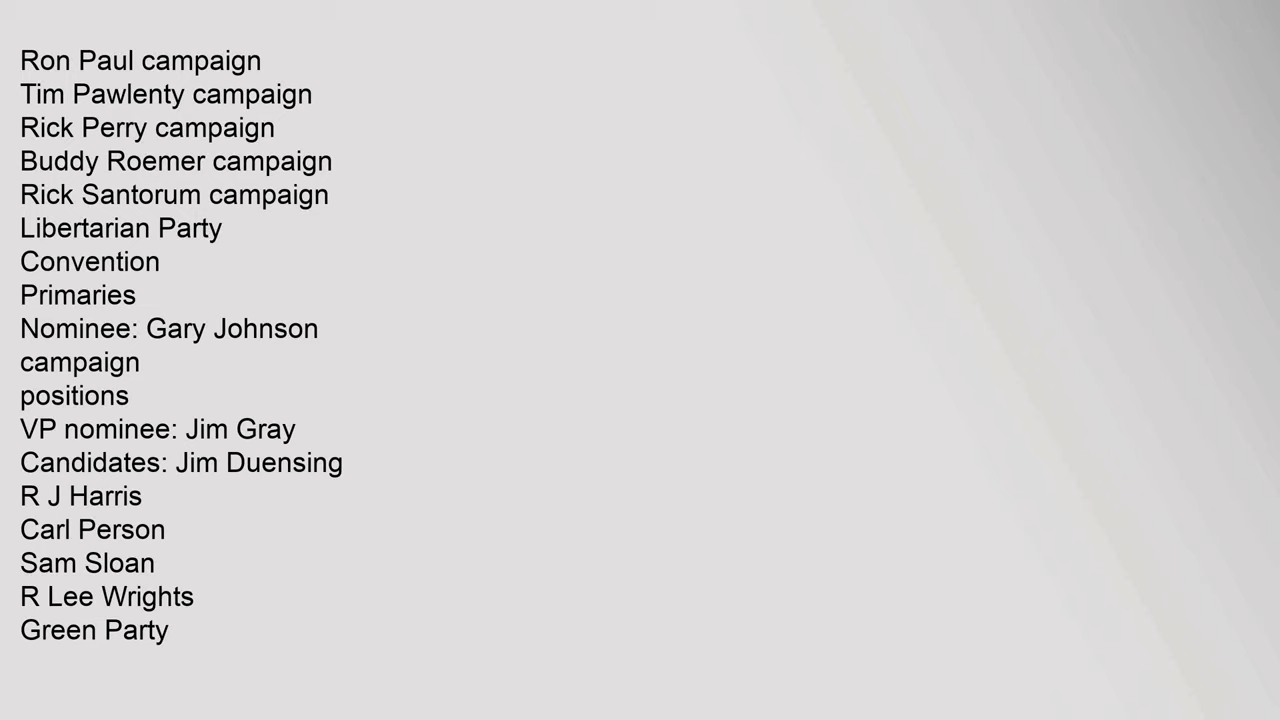 Ron Paul campaign
Tim Pawlenty campaign
Rick Perry campaign
Buddy Roemer campaign
Rick Santorum campaign
Libertarian Party
Convention
Primaries
Nominee: Gary Johnson
campaign
positions
VP nominee: Jim Gray
Candidates: Jim Duensing
R J Harris
Carl Person
Sam Sloan
R Lee Wrights
Green Party